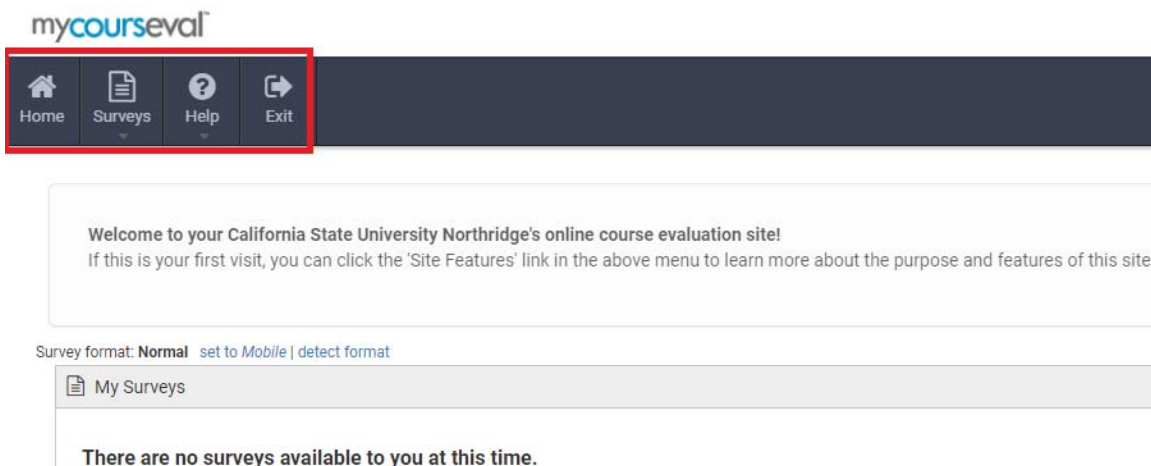 mycourseval™
Home Surveys Help Exit
Welcome to your California State University Northridge's online course evaluation site!
If this is your first visit, you can click the 'Site Features' link in the above menu to learn more about the purpose and features of this site
Survey format: Normal set to Mobile | detect format
My Surveys
There are no surveys available to you at this time.